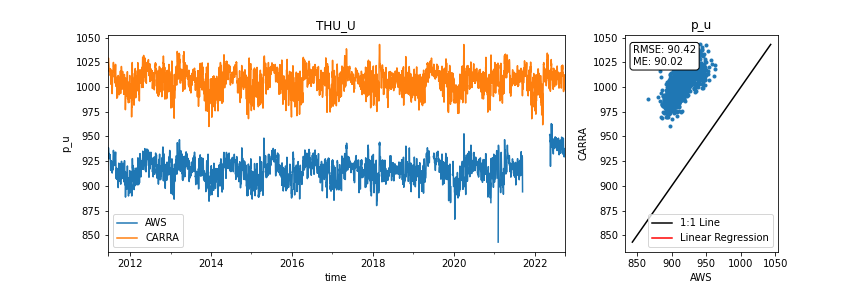 THU_U
p_u
1050
1025
1000
975
950
925
900
875
850
2012
2014
2016
2018
2020
2022
p_u
time
AWS
CARRA
1050
1025
1000
975
950
925
900
875
850
850
900
950
1000
1050
CARRA
AWS
RMSE: 90.42
ME: 90.02
1:1 Line
Linear Regression